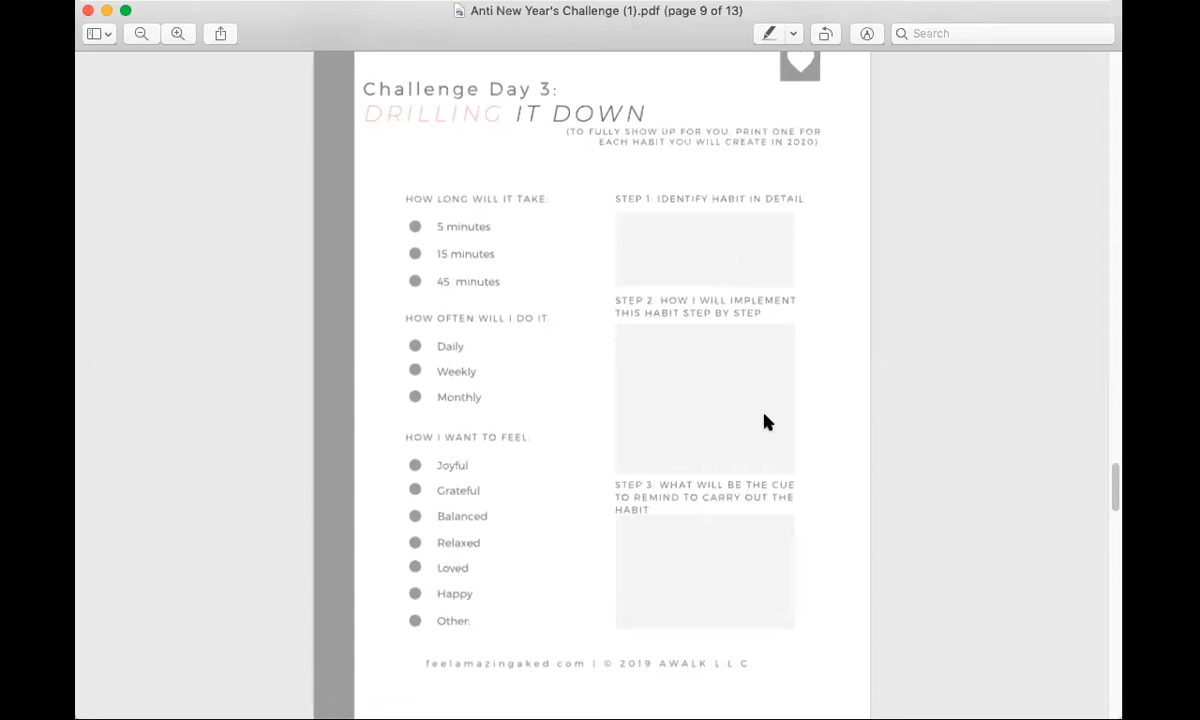 Anti New Year's Challenge (1).pdf (page 9 of 13)
Search
Challenge Day 3:
DRILLING IT DOWN
(TO FULLY SHOW UP FOR YOU, PRINT ONE FOR
EACH HABIT YOU WILL CREATE IN 2020).
HOW LONG WILL IT TAKE:
5 minutes
15 minutes
45 minutes
HOW OFTEN WILL I DO IT:
Daily
Weekly
Monthly
HOW I WANT TO FEEL:
Joyful
Grateful
Balanced
Relaxed
Loved
Happy
Other:
STEP 1: IDENTIFY HABIT IN DETAIL
STEP 2: HOW I WILL IMPLEMENT
THIS HABIT STEP BY STEP
STEP 3: WHAT WILL BE THE CUE
TO REMIND TO CARRY OUT THE
HABIT
feelamazingaked.com | © 2019 AWALK L L C